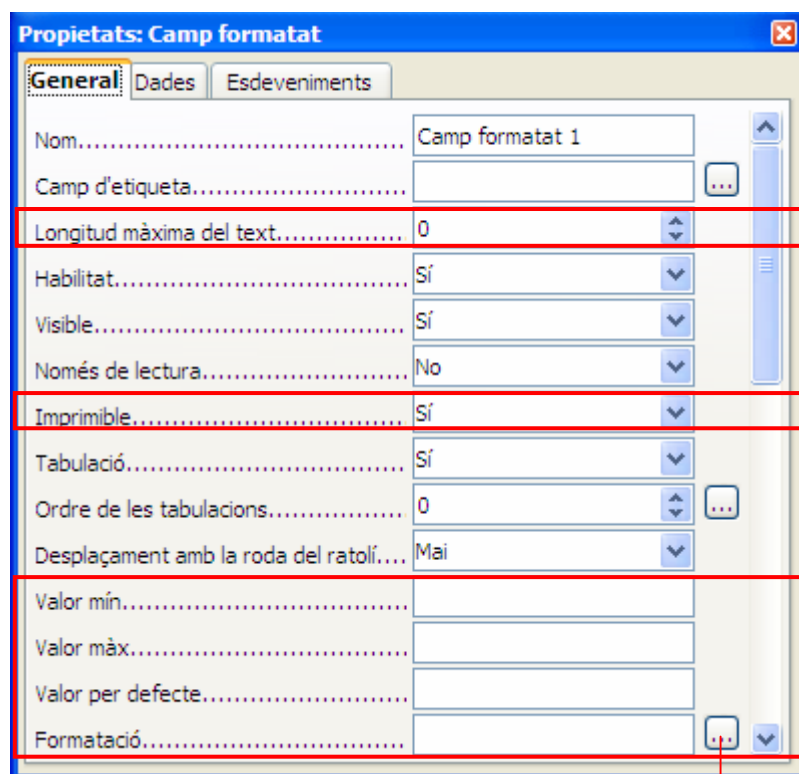 Propietats: Camp formatat
General Dades Esdeveniments
Nom........................................ Camp formatat 1
Camp d'etiqueta.......................... ...
Longitud màxima del text................ 0
Habilitat.................................... Sí
Visible...................................... Sí
Només de lectura......................... No
Imprimible.................................. Sí
Tabulació................................... Sí
Ordre de les tabulacions................. 0 ...
Desplaçament amb la roda del ratolí.... Mai
Valor mín...................................
Valor màx..................................
Valor per defecte.........................
Formatació................................ ...